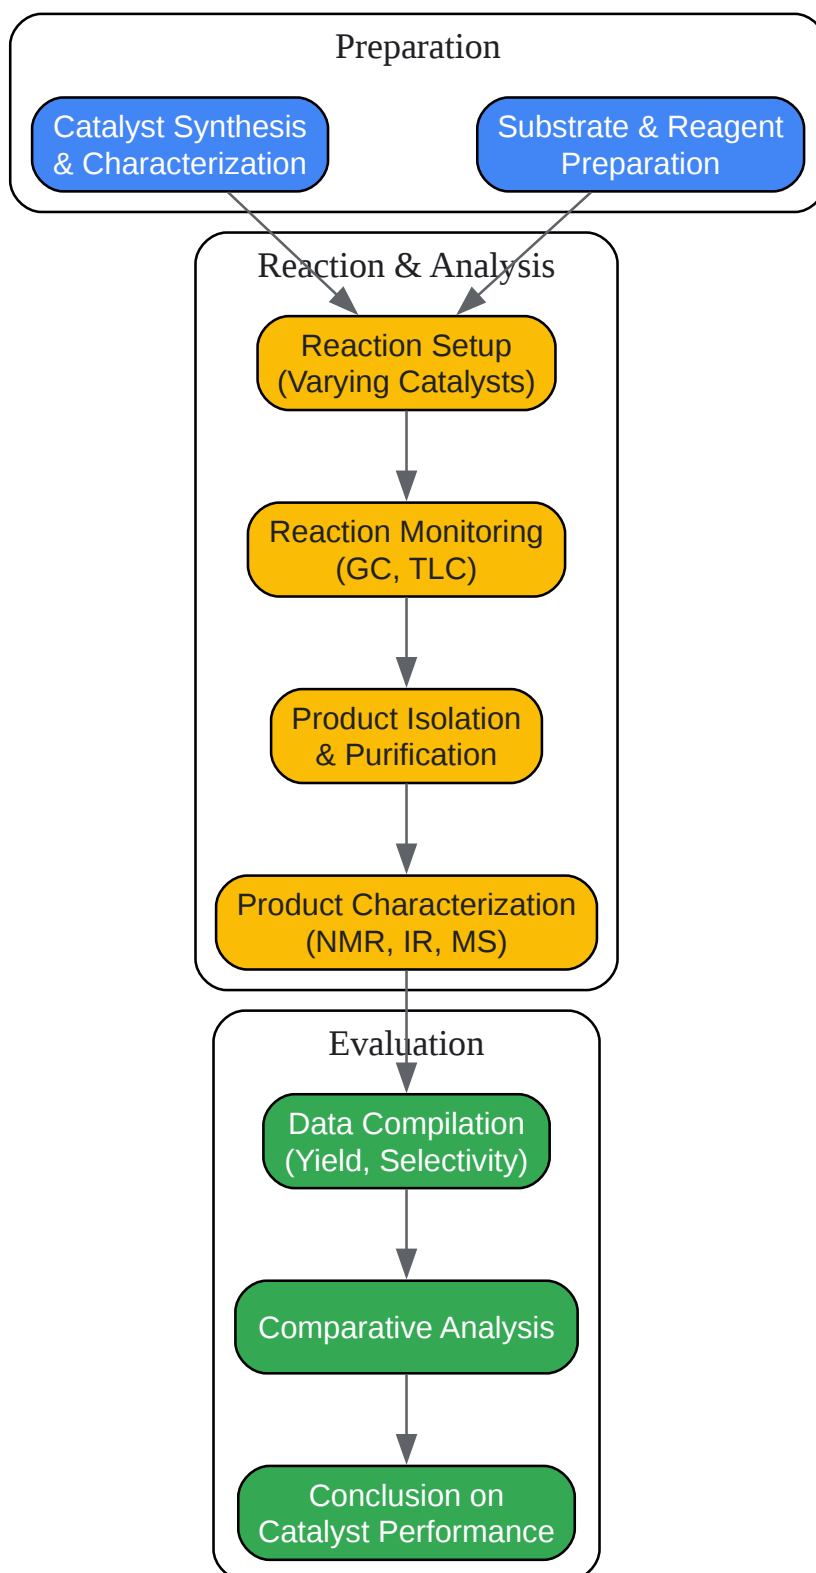 Preparation
Catalyst Synthesis
& Characterization
Substrate & Reagent
Preparation
Reaction & Analysis
Reaction Setup
(Varying Catalysts)
Reaction Monitoring
(GC, TLC)
Product Isolation
& Purification
Product Characterization
(NMR, IR, MS)
Evaluation
Data Compilation
(Yield, Selectivity)
Comparative Analysis
Conclusion on
Catalyst Performance